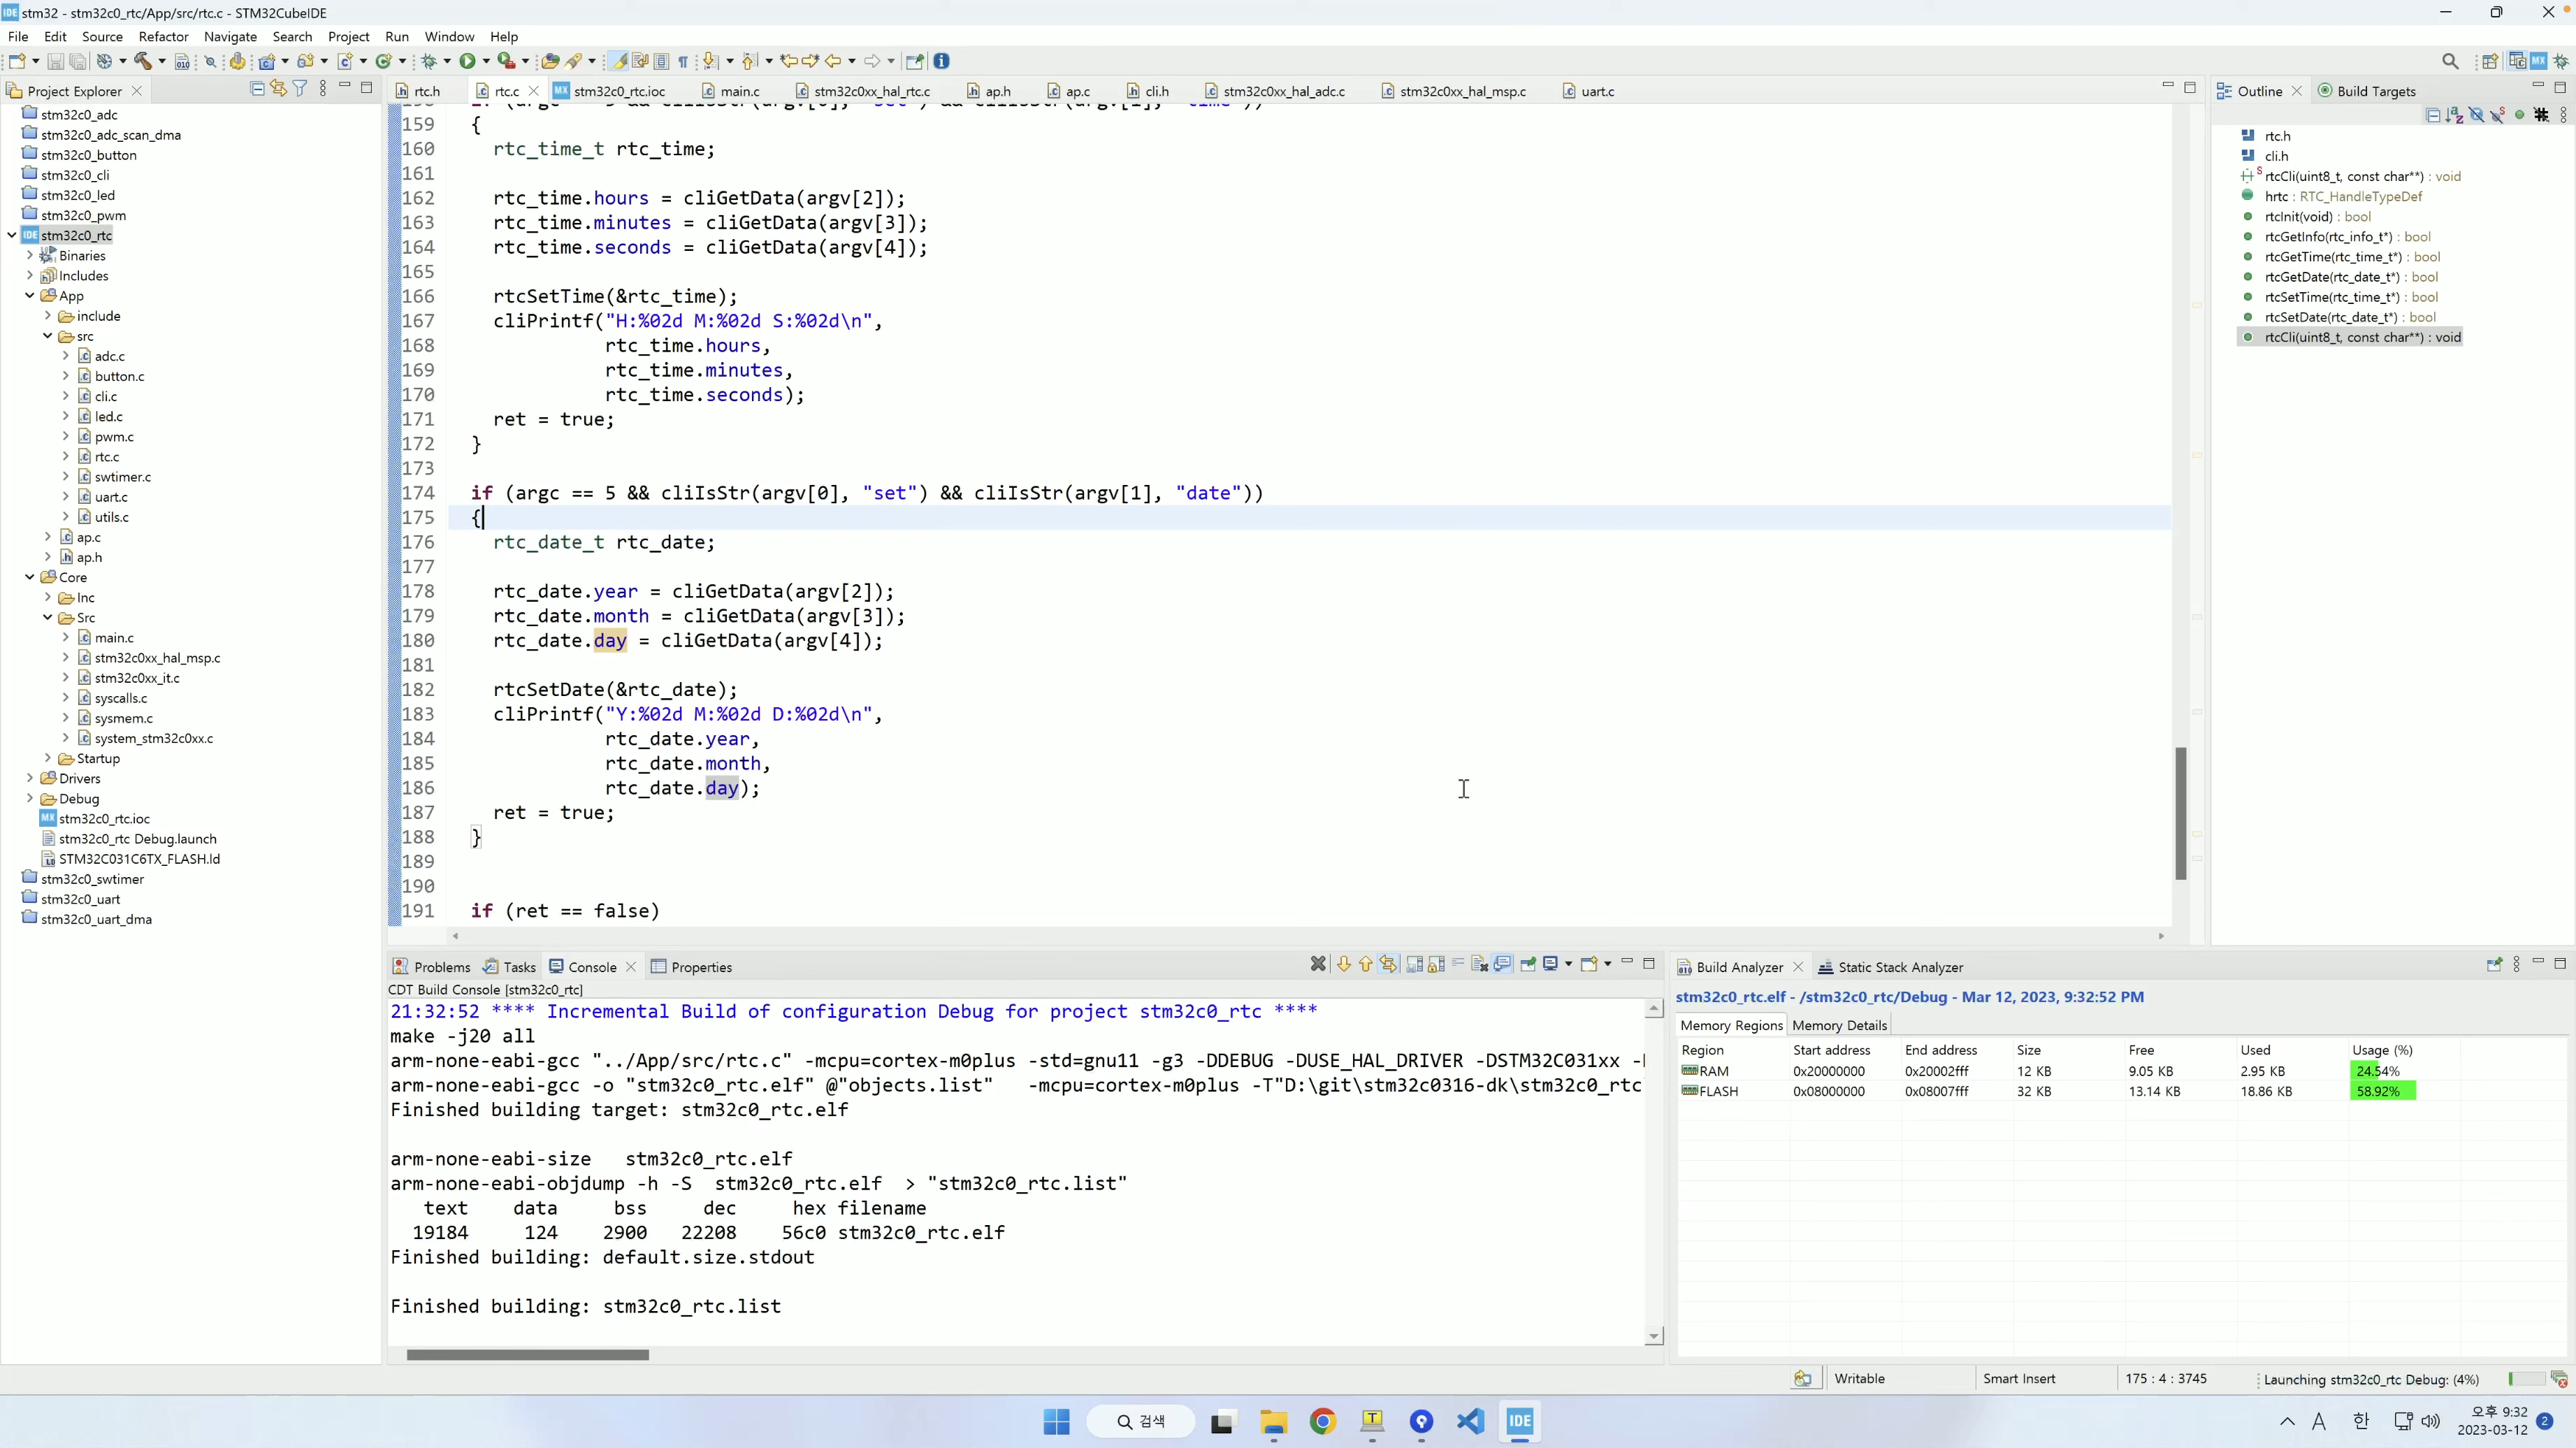 stm32 - stm32c0_rtc/App/src/rtc.c - STM32CubeIDE
File Edit Source Refactor Navigate Search Project Run Window Help
Project Explorer
stm32c0_adc
stm32c0_adc_scan_dma
stm32c0_button
stm32c0_cli
stm32c0_led
stm32c0_pwm
stm32c0_rtc
Binaries
Includes
App
include
src
adc.c
button.c
cli.c
led.c
pwm.c
rtc.c
swtimer.c
uart.c
utils.c
ap.c
ap.h
Core
Inc
Src
main.c
stm32c0xx_hal_msp.c
stm32c0xx_it.c
syscalls.c
sysmem.c
system_stm32c0xx.c
Startup
Drivers
Debug
stm32c0_rtc.ioc
stm32c0_rtc Debug.launch
STM32C031C6TX_FLASH.ld
stm32c0_swtimer
stm32c0_uart
stm32c0_uart_dma
rtc.h rtc.c stm32c0_rtc.ioc main.c stm32c0xx_hal_rtc.c ap.h ap.c cli.h stm32c0xx_hal_adc.c stm32c0xx_hal_msp.c uart.c
159 {
160 rtc_time_t rtc_time;
161
162 rtc_time.hours = cliGetData(argv[2]);
163 rtc_time.minutes = cliGetData(argv[3]);
164 rtc_time.seconds = cliGetData(argv[4]);
165
166 rtcSetTime(&rtc_time);
167 cliPrintf("H:%02d M:%02d S:%02d\n",
168 rtc_time.hours,
169 rtc_time.minutes,
170 rtc_time.seconds);
171 ret = true;
172 }
173
174 if (argc == 5 && cliIsStr(argv[0], "set") && cliIsStr(argv[1], "date"))
175 {
176 rtc_date_t rtc_date;
177
178 rtc_date.year = cliGetData(argv[2]);
179 rtc_date.month = cliGetData(argv[3]);
180 rtc_date.day = cliGetData(argv[4]);
181
182 rtcSetDate(&rtc_date);
183 cliPrintf("Y:%02d M:%02d D:%02d\n",
184 rtc_date.year,
185 rtc_date.month,
186 rtc_date.day);
187 ret = true;
188 }
189
190
191 if (ret == false)
Outline Build Targets
rtc.h
cli.h
rtcCli(uint8_t, const char**) : void
hrtc : RTC_HandleTypeDef
rtcInit(void) : bool
rtcGetInfo(rtc_info_t*) : bool
rtcGetTime(rtc_time_t*) : bool
rtcGetDate(rtc_date_t*) : bool
rtcSetTime(rtc_time_t*) : bool
rtcSetDate(rtc_date_t*) : bool
rtcCli(uint8_t, const char**) : void
Problems Tasks Console Properties
CDT Build Console [stm32c0_rtc]
21:32:52 **** Incremental Build of configuration Debug for project stm32c0_rtc ****
make -j20 all
arm-none-eabi-gcc "../App/src/rtc.c" -mcpu=cortex-m0plus -std=gnu11 -g3 -DDEBUG -DUSE_HAL_DRIVER -DSTM32C031xx
arm-none-eabi-gcc -o "stm32c0_rtc.elf" @"objects.list" -mcpu=cortex-m0plus -T"D:\git\stm32c0316-dk\stm32c0_rtc
Finished building target: stm32c0_rtc.elf
arm-none-eabi-size stm32c0_rtc.elf
arm-none-eabi-objdump -h -S stm32c0_rtc.elf > "stm32c0_rtc.list"
text data bss dec hex filename
19184 124 2900 22208 56c0 stm32c0_rtc.elf
Finished building: default.size.stdout
Finished building: stm32c0_rtc.list
Build Analyzer Static Stack Analyzer
stm32c0_rtc.elf - /stm32c0_rtc/Debug - Mar 12, 2023, 9:32:52 PM
Memory Regions Memory Details
Region Start address End address Size Free Used Usage (%)
RAM 0x20000000 0x20002fff 12 KB 9.05 KB 2.95 KB 24.54%
FLASH 0x08000000 0x08007fff 32 KB 13.14 KB 18.86 KB 58.92%
Writable Smart Insert 175 : 4 : 3745 Launching stm32c0_rtc Debug: (4%)
검색
IDE
A 한 오후 9:32
2023-03-12 2